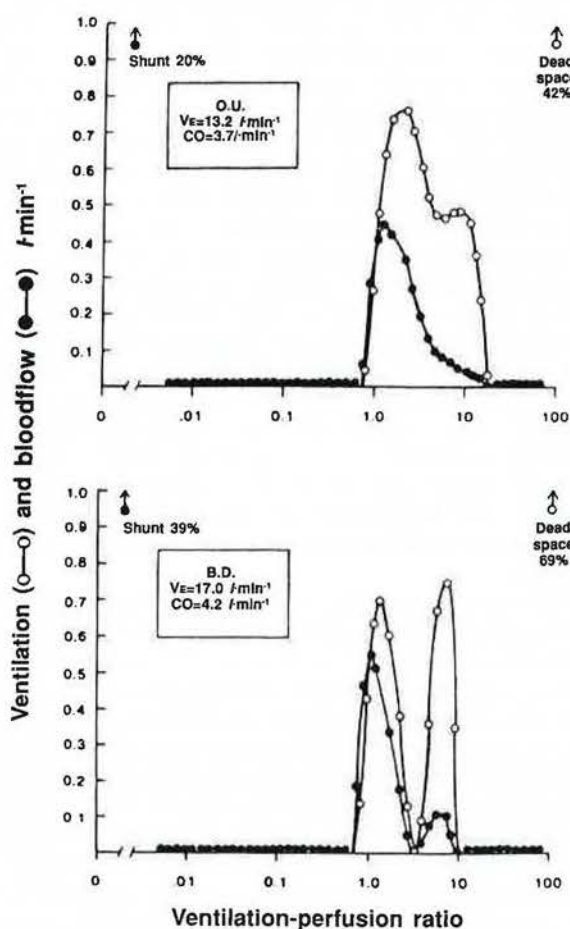 Ventilation (○—○) and bloodflow (●—●) l·min⁻¹
1.0
0.9
0.8
0.7
0.6
0.5
0.4
0.3
0.2
0.1
Shunt 20%
O.U.
VE=13.2 l·min⁻¹
CO=3.7/·min⁻¹
Dead
space
42%
0 .01 0.1 1.0 10 100
1.0
0.9
0.8
0.7
0.6
0.5
0.4
0.3
0.2
0.1
Shunt 39%
B.D.
VE=17.0 l·min⁻¹
CO=4.2 l·min⁻¹
Dead
space
69%
0 .01 0.1 1.0 10 100
Ventilation-perfusion ratio